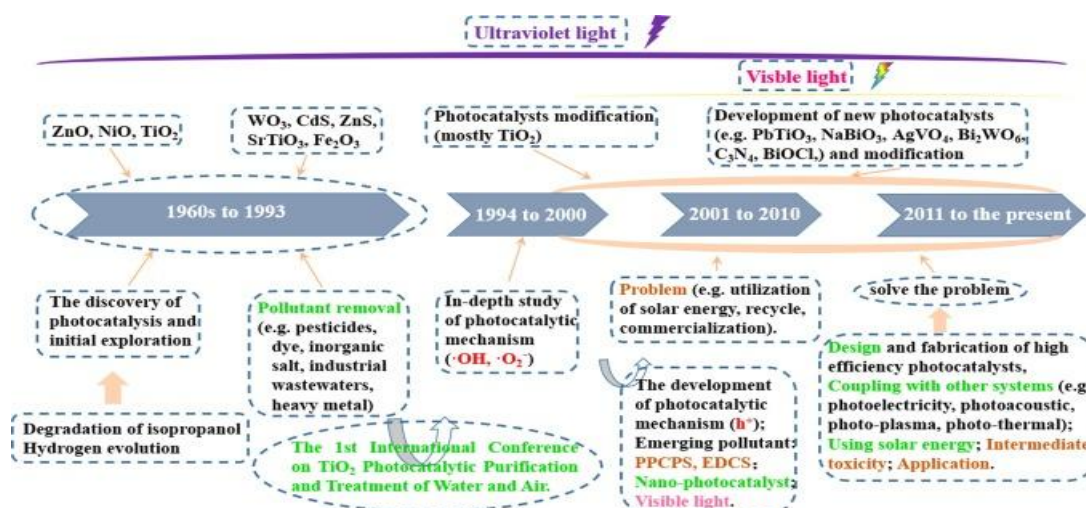 Ultraviolet light
Visble light
ZnO, NiO, TiO₂
WO₃, CdS, ZnS,
SrTiO₃, Fe₂O₃
Photocatalysts modification
(mostly TiO₂)
Development of new photocatalysts
(e.g. PbTiO₃, NaBiO₃, AgVO₄, Bi₂WO₆,
C₃N₄, BiOCl,) and modification
1960s to 1993
1994 to 2000
2001 to 2010
2011 to the present
The discovery of
photocatalysis and
initial exploration
Degradation of isopropanol
Hydrogen evolution
Pollutant removal
(e.g. pesticides,
dye, inorganic
salt, industrial
wastewaters,
heavy metal)
The 1st International Conference
on TiO₂ Photocatalytic Purification
and Treatment of Water and Air.
In-depth study
of photocatalytic
mechanism
(·OH, ·O₂⁻)
Problem (e.g. utilization
of solar energy, recycle,
commercialization).
The development
of photocatalytic
mechanism (h⁺);
Emerging pollutant:
PPCPS, EDCS;
Nano-photocatalyst;
Visible light.
solve the problem
Design and fabrication of high
efficiency photocatalysts,
Coupling with other systems (e.g
photoelectricity, photoacoustic,
photo-plasma, photo-thermal);
Using solar energy; Intermediate
toxicity; Application.